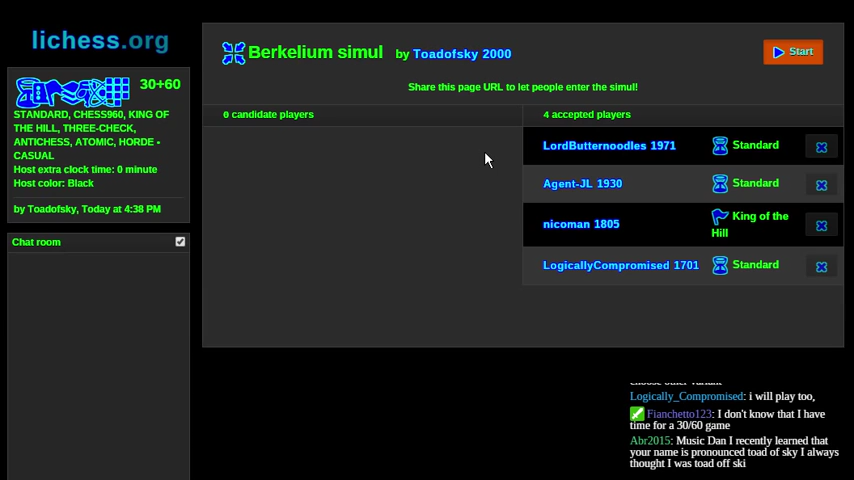 lichess.org
30+60
STANDARD, CHESS960, KING OF
THE HILL, THREE-CHECK,
ANTICHESS, ATOMIC, HORDE •
CASUAL
Host extra clock time: 0 minute
Host color: Black
by Toadofsky, Today at 4:38 PM
Chat room
Berkelium simul by Toadofsky 2000
Start
Share this page URL to let people enter the simul!
0 candidate players
4 accepted players
LordButternoodles 1971 Standard
Agent-JL 1930 Standard
nicoman 1805 King of the
Hill
LogicallyCompromised 1701 Standard
choose other variant
Logically_Compromised: i will play too,
Fianchetto123: I don't know that I have
time for a 30/60 game
Abr2015: Music Dan I recently learned that
your name is pronounced toad of sky I always
thought I was toad off ski